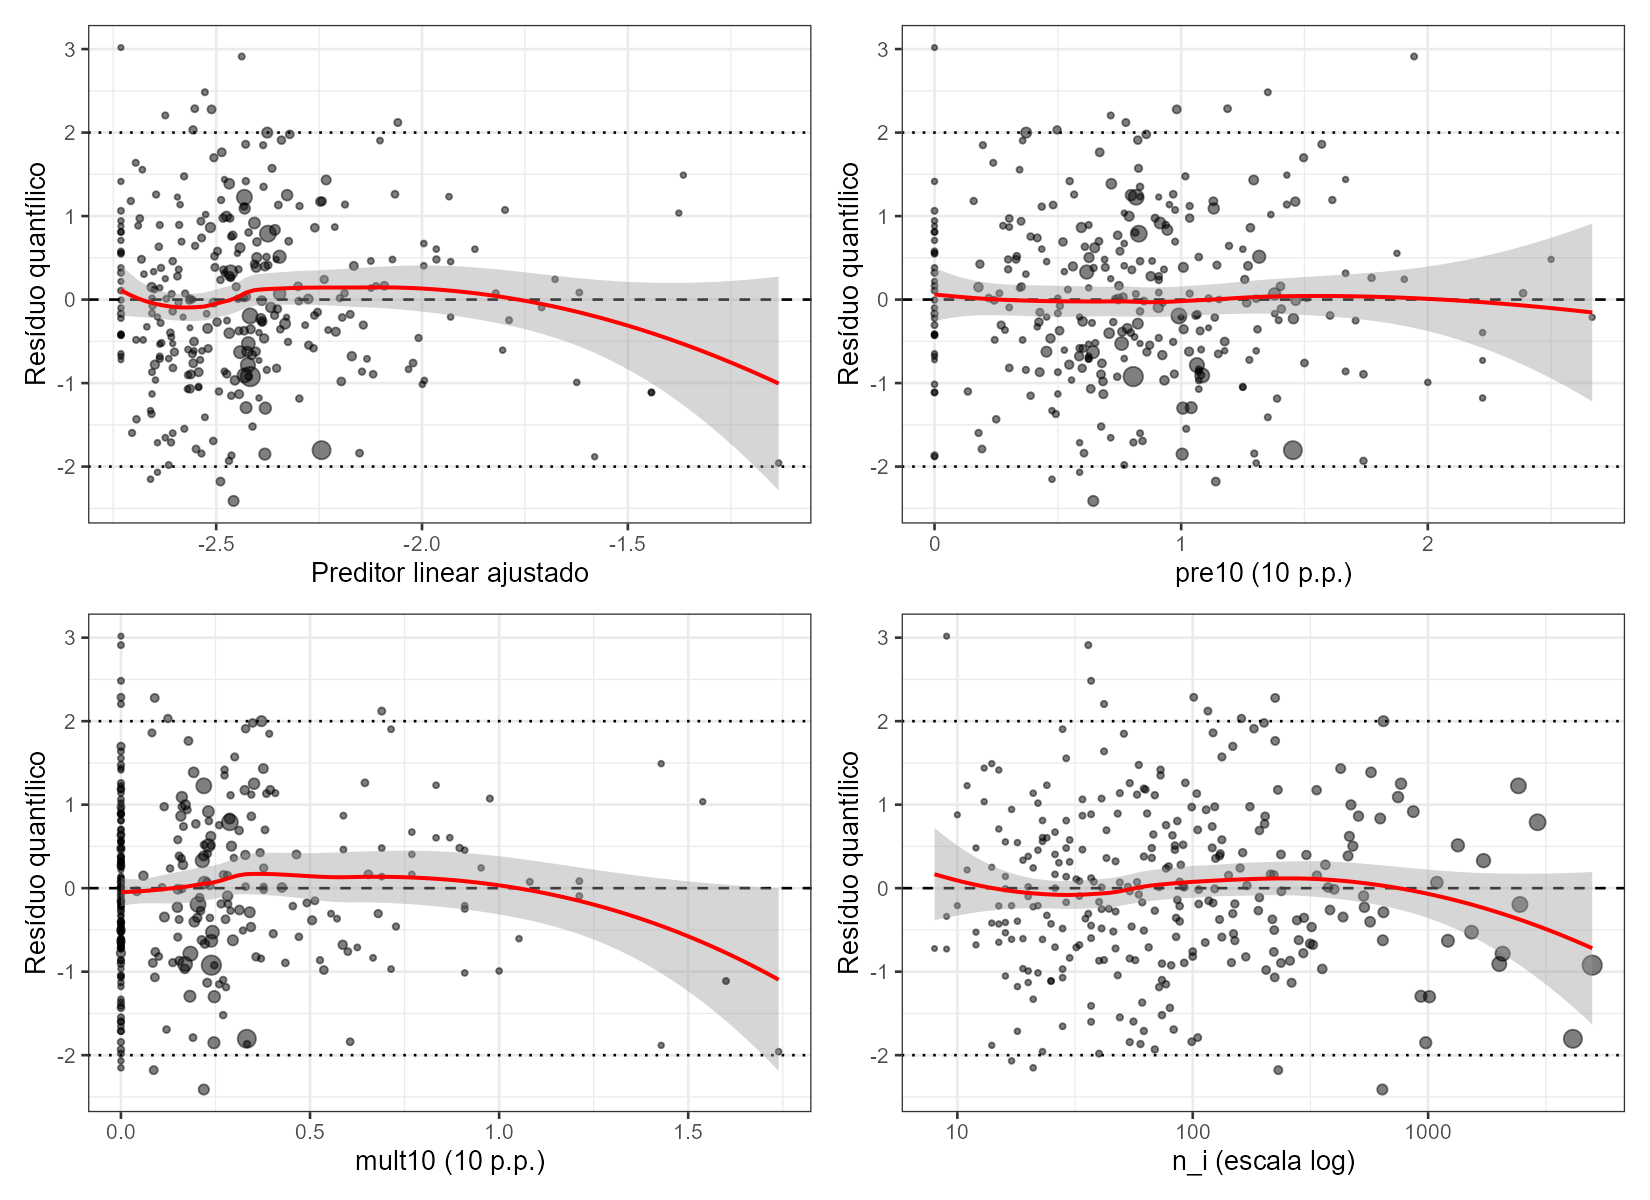 3
2
1
0
-1
-2
Resíduo quantílico
-2.5 -2.0 -1.5
Preditor linear ajustado
3
2
1
0
-1
-2
Resíduo quantílico
0 1 2
pre10 (10 p.p.)
3
2
1
0
-1
-2
Resíduo quantílico
0.0 0.5 1.0 1.5
mult10 (10 p.p.)
3
2
1
0
-1
-2
Resíduo quantílico
10 100 1000
n_i (escala log)